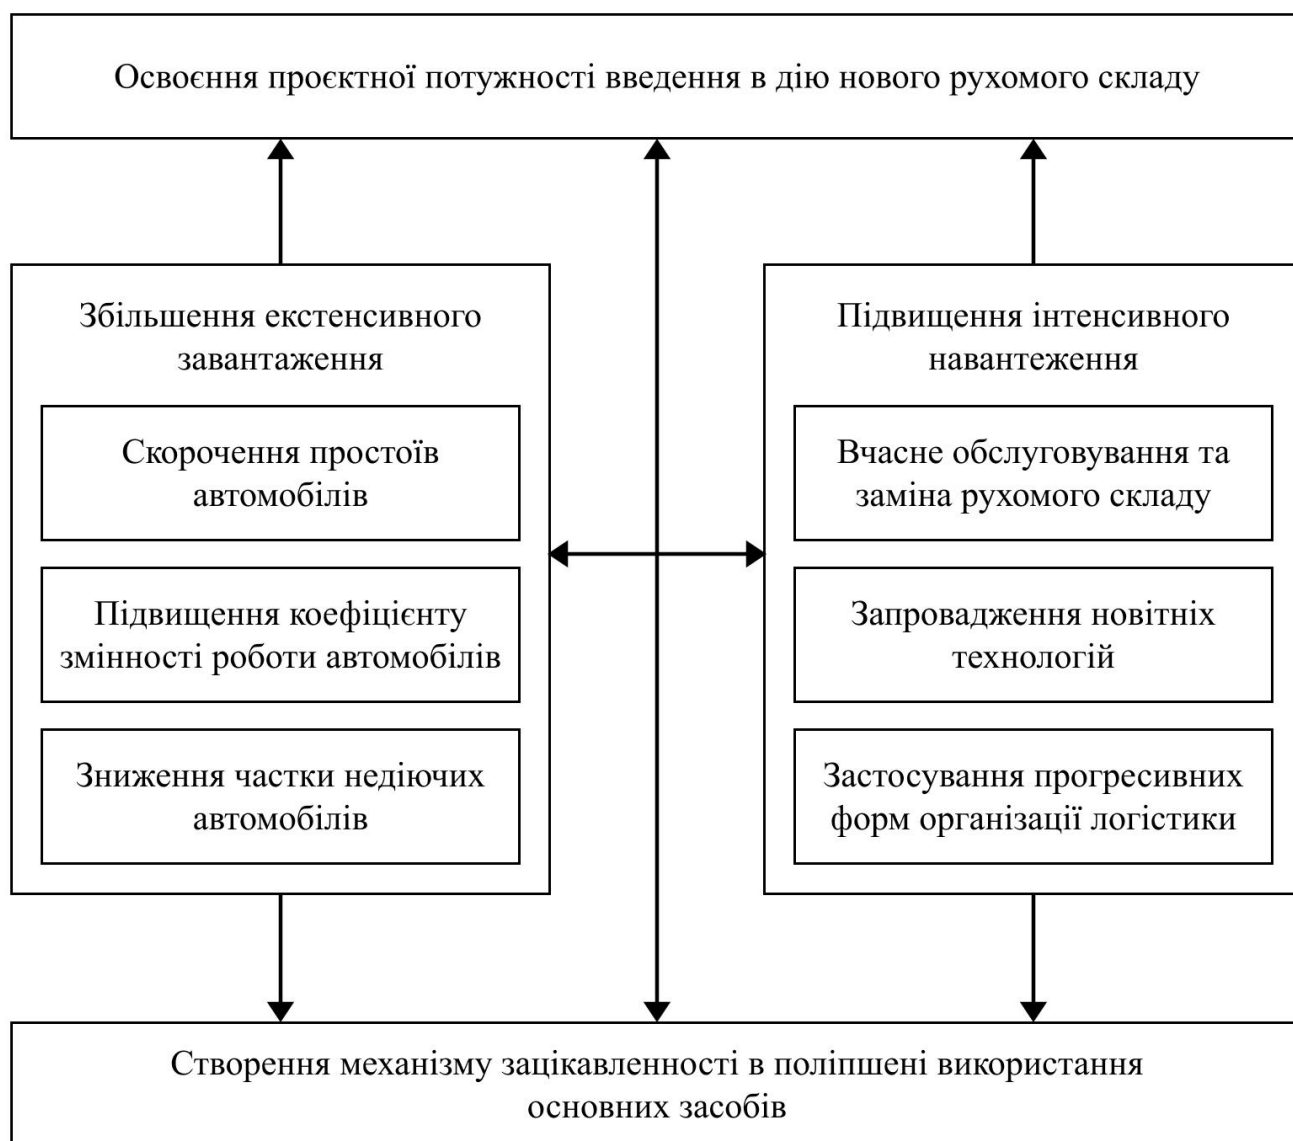 Освоєння проєктної потужності введення в дію нового рухомого складу
Збільшення екстенсивного
завантаження
Скорочення простоїв
автомобілів
Підвищення коефіцієнту
змінності роботи автомобілів
Зниження частки недіючих
автомобілів
Підвищення інтенсивного
навантеження
Вчасне обслуговування та
заміна рухомого складу
Запровадження новітніх
технологій
Застосування прогресивних
форм організації логістики
Створення механізму зацікавленності в поліпшені використання
основних засобів